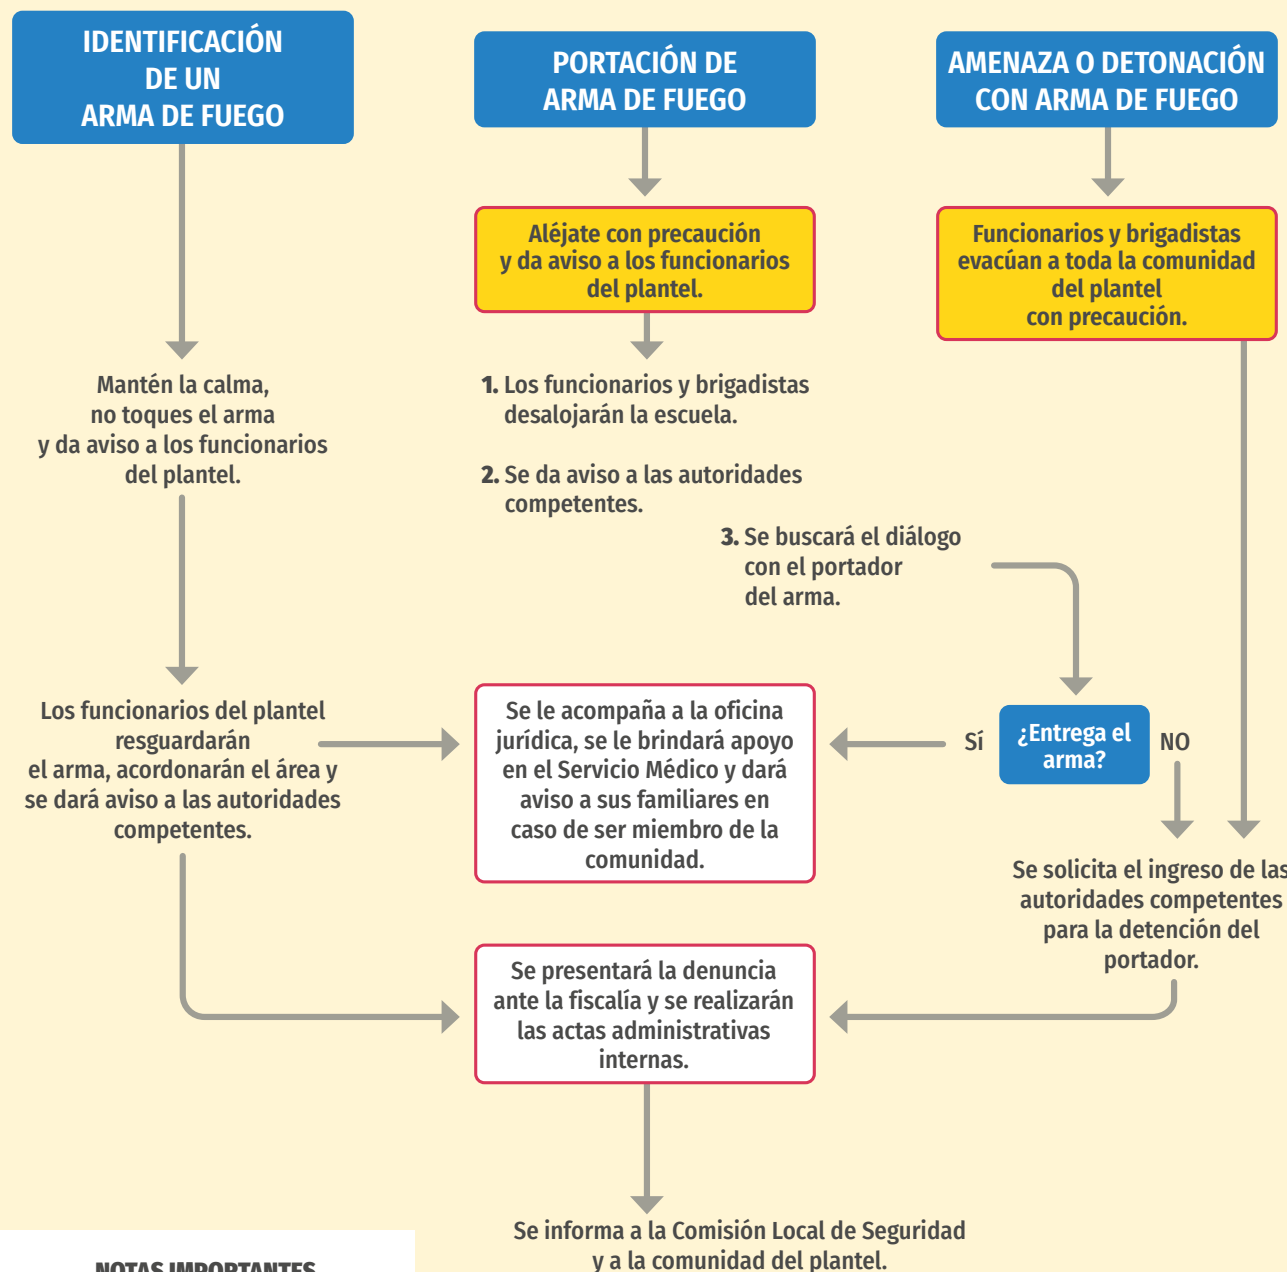 IDENTIFICACIÓN
DE UN
ARMA DE FUEGO
Mantén la calma,
no toques el arma
y da aviso a los funcionarios
del plantel.
Los funcionarios del plantel
resguardarán
el arma, acordonarán el área y
se dará aviso a las autoridades
competentes.
PORTACIÓN DE
ARMA DE FUEGO
Aléjate con precaución
y da aviso a los funcionarios
del plantel.
1. Los funcionarios y brigadistas
desalojarán la escuela.
2. Se da aviso a las autoridades
competentes.
3. Se buscará el diálogo
con el portador
del arma.
¿Entrega el
arma?
Sí
NO
Se le acompaña a la oficina
jurídica, se le brindará apoyo
en el Servicio Médico y dará
aviso a sus familiares en
caso de ser miembro de la
comunidad.
AMENAZA O DETONACIÓN
CON ARMA DE FUEGO
Funcionarios y brigadistas
evacúan a toda la comunidad
del plantel
con precaución.
Se solicita el ingreso de las
autoridades competentes
para la detención del
portador.
Se presentará la denuncia
ante la fiscalía y se realizarán
las actas administrativas
internas.
Se informa a la Comisión Local de Seguridad
y a la comunidad del plantel.
NOTAS IMPORTANTES